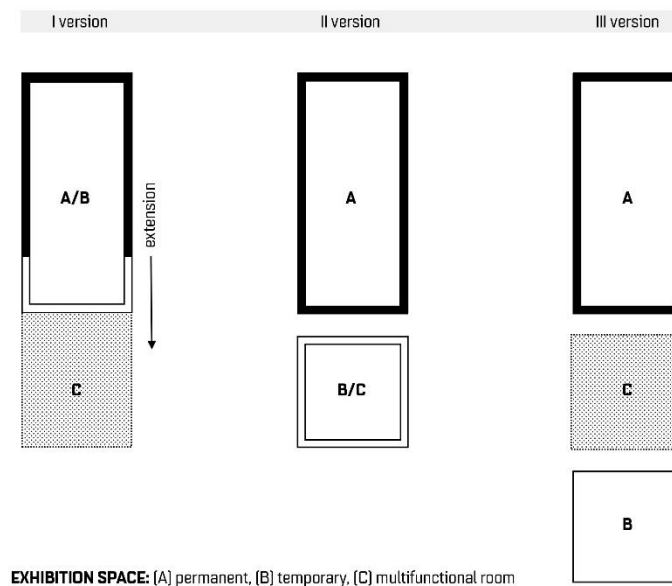 I version II version III version
A/B A A
extension
C B/C C
B
EXHIBITION SPACE: (A) permanent, (B) temporary, (C) multifunctional room